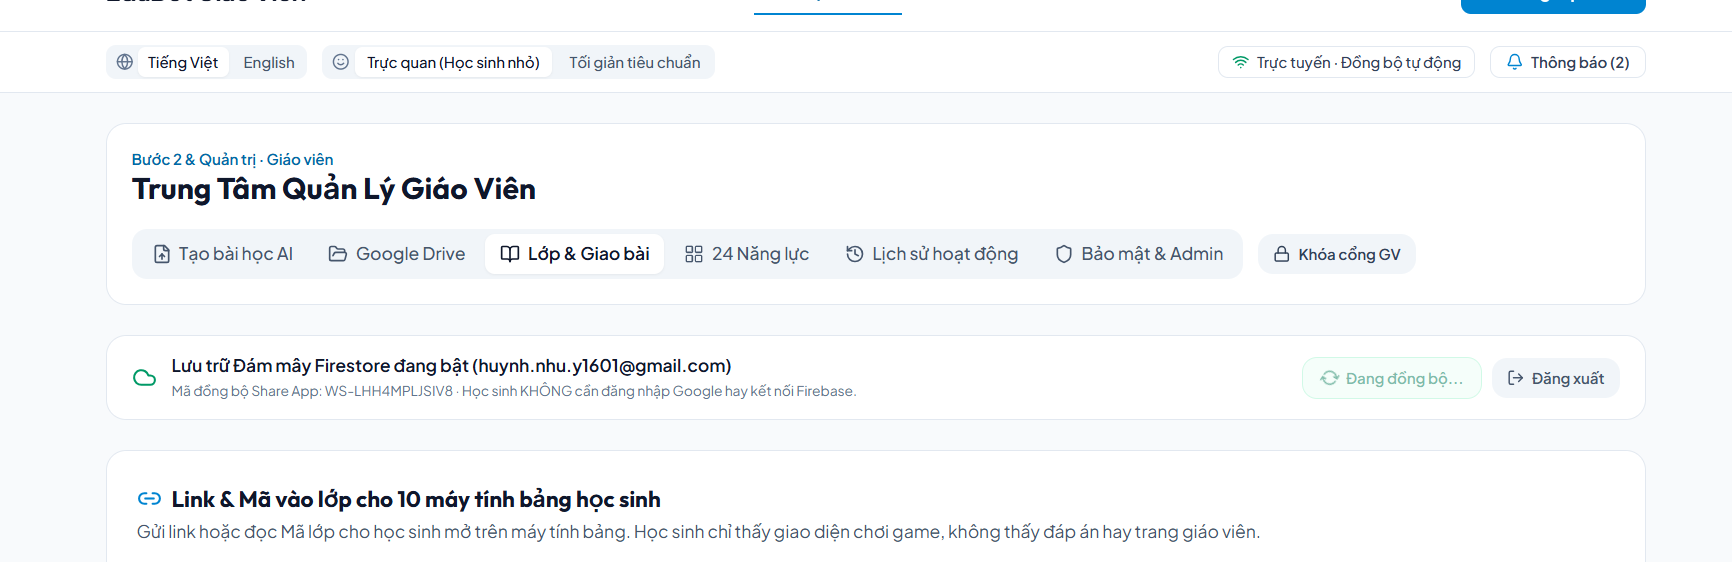 Tiếng Việt
English
Trực quan (Học sinh nhỏ)
Tối giản tiêu chuẩn
Trực tuyến · Đồng bộ tự động
Thông báo (2)
Bước 2 & Quản trị · Giáo viên
Trung Tâm Quản Lý Giáo Viên
Tạo bài học AI
Google Drive
Lớp & Giao bài
24 Năng lực
Lịch sử hoạt động
Bảo mật & Admin
Khóa cổng GV
Lưu trữ Đám mây Firestore đang bật (huynh.nhu.y1601@gmail.com)
Mã đồng bộ Share App: WS-LHH4MPLJSIV8 · Học sinh KHÔNG cần đăng nhập Google hay kết nối Firebase.
Đang đồng bộ...
Đăng xuất
Link & Mã vào lớp cho 10 máy tính bảng học sinh
Gửi link hoặc đọc Mã lớp cho học sinh mở trên máy tính bảng. Học sinh chỉ thấy giao diện chơi game, không thấy đáp án hay trang giáo viên.